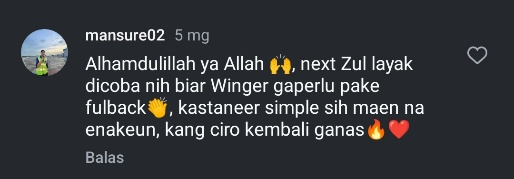 mansure02 5 mg
Alhamdulillah ya Allah 🙌, next Zul layak
dicoba nih biar Winger gaperlu pake
fulback👏, kastaneer simple sih maen na
enakeun, kang ciro kembali ganas🔥❤️
Balas